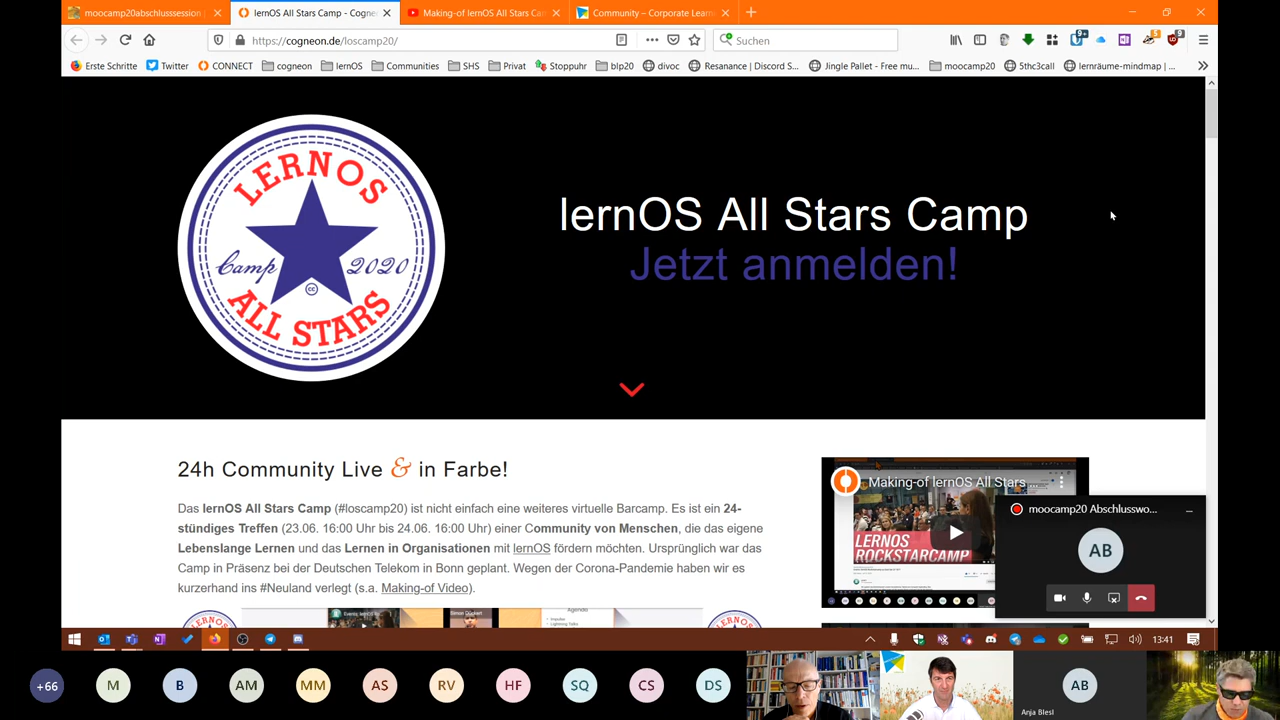 moocamp20abschlusssession
lernOS All Stars Camp - Cogne
Making-of lernOS All Stars Ca
Community – Corporate Lear
https://cogneon.de/loscamp20/
Suchen
Erste Schritte
Twitter
CONNECT
cogneon
lernOS
Communities
SHS
Privat
Stoppuhr
blp20
divoc
Resanance | Discord S...
Jingle Pallet - Free mu...
moocamp20
5thc3call
lernräume-mindmap | ...
LERNOS
Camp 2020
cc
ALL STARS
lernOS All Stars Camp
Jetzt anmelden!
24h Community Live & in Farbe!
Das lernOS All Stars Camp (#loscamp20) ist nicht einfach eine weiteres virtuelle Barcamp. Es ist ein 24-
stündiges Treffen (23.06. 16:00 Uhr bis 24.06. 16:00 Uhr) einer Community von Menschen, die das eigene
Lebenslange Lernen und das Lernen in Organisationen mit lernOS fördern möchten. Ursprünglich war das
Camp in Präsenz bei der Deutschen Telekom in Bonn geplant. Wegen der Corona-Pandemie haben wir es
kurzerhand ins #Neuland verlegt (s.a. Making-of Video).
Making-of lernOS All Stars ...
LERNOS
ROCKSTARCAMP
moocamp20 Abschlusswo...
AB
Agenda
13:41
+66
M
B
AM
MM
AS
RV
HF
SQ
CS
DS
AB
Anja Blesl